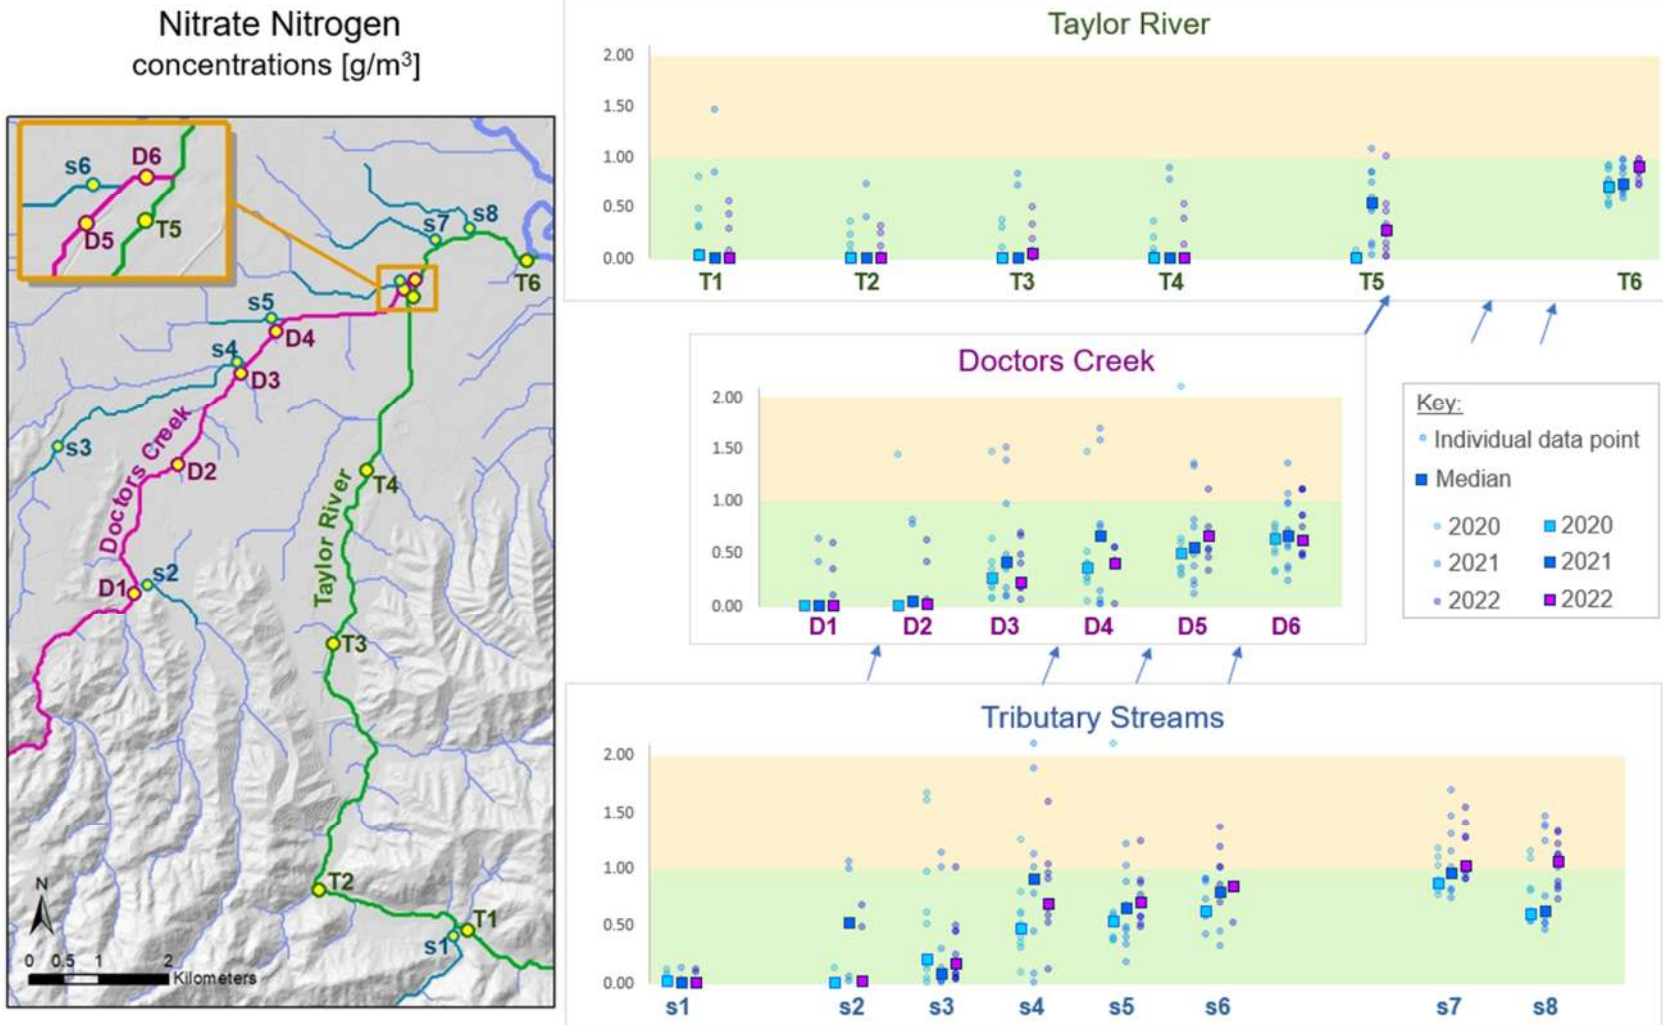 Nitrate Nitrogen
concentrations [g/m³]
s6
D6
D5
T5
s7
s8
T6
s5
D4
s4
D3
s3
D2
Doctors Creek
Taylor River
T4
D1
s2
T3
T2
T1
s1
N
0 0.5 1 2
Kilometers
Taylor River
2.00
1.50
1.00
0.50
0.00
T1 T2 T3 T4 T5 T6
Doctors Creek
2.00
1.50
1.00
0.50
0.00
D1 D2 D3 D4 D5 D6
Key:
Individual data point
Median
2020 2020
2021 2021
2022 2022
Tributary Streams
2.00
1.50
1.00
0.50
0.00
s1 s2 s3 s4 s5 s6 s7 s8